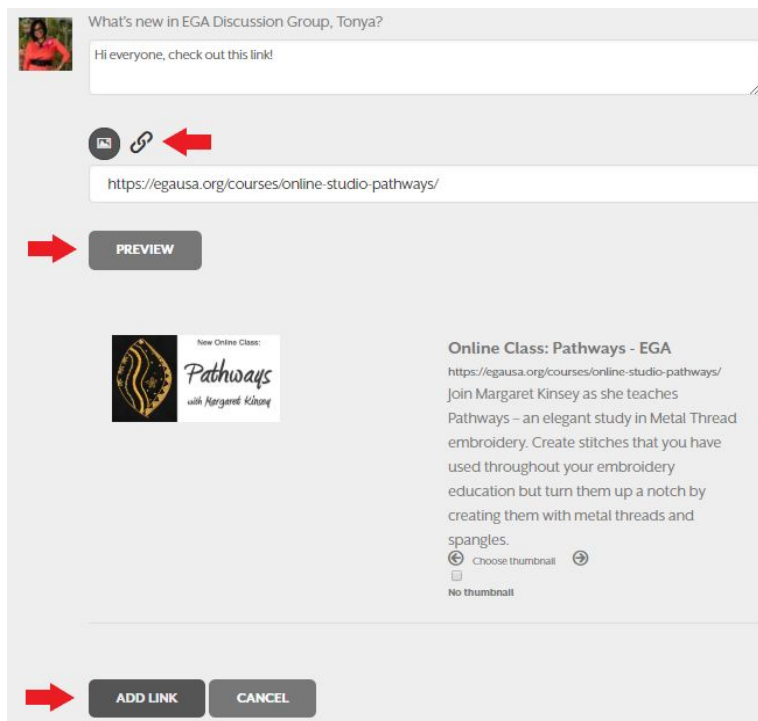 What's new in EGA Discussion Group, Tonya?
Hi everyone, check out this link!
https://egausa.org/courses/online-studio-pathways/
PREVIEW
New Online Class:
Pathways
with Margaret Kinsey
Online Class: Pathways - EGA
https://egausa.org/courses/online-studio-pathways/
Join Margaret Kinsey as she teaches
Pathways – an elegant study in Metal Thread
embroidery. Create stitches that you have
used throughout your embroidery
education but turn them up a notch by
creating them with metal threads and
spangles.
Choose thumbnail
No thumbnail
ADD LINK CANCEL